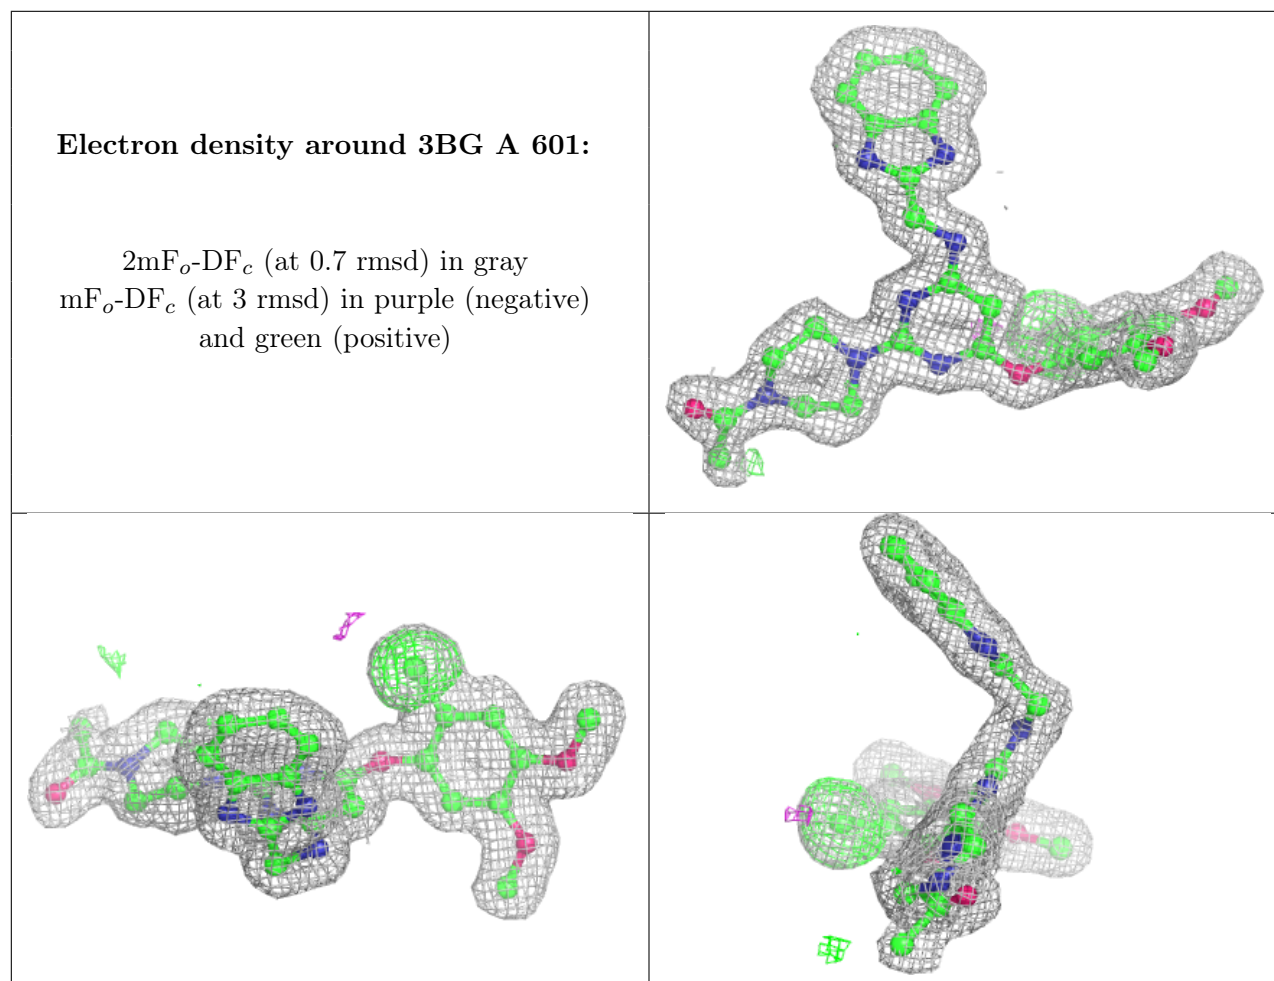 Electron density around 3BG A 601:
2mFo-DFc (at 0.7 rmsd) in gray
mFo-DFc (at 3 rmsd) in purple (negative)
and green (positive)